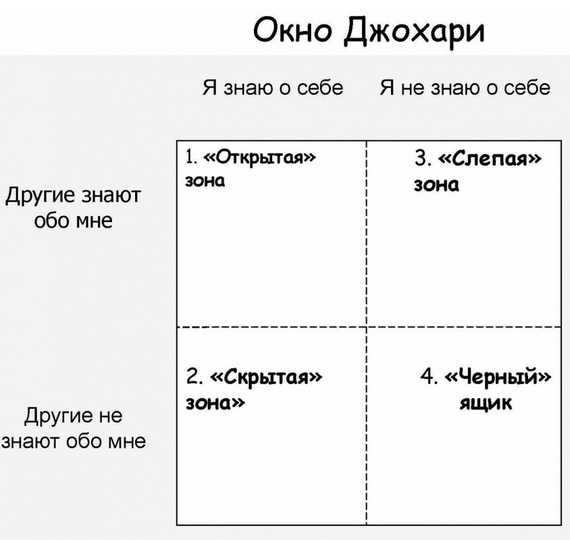 Окно Джохари
Я знаю о себе
Я не знаю о себе
Другие знают
обо мне
1. «Открытая»
зона
3. «Слепая»
зона
Другие не
знают обо мне
2. «Скрытая»
зона»
4. «Черный»
ящик